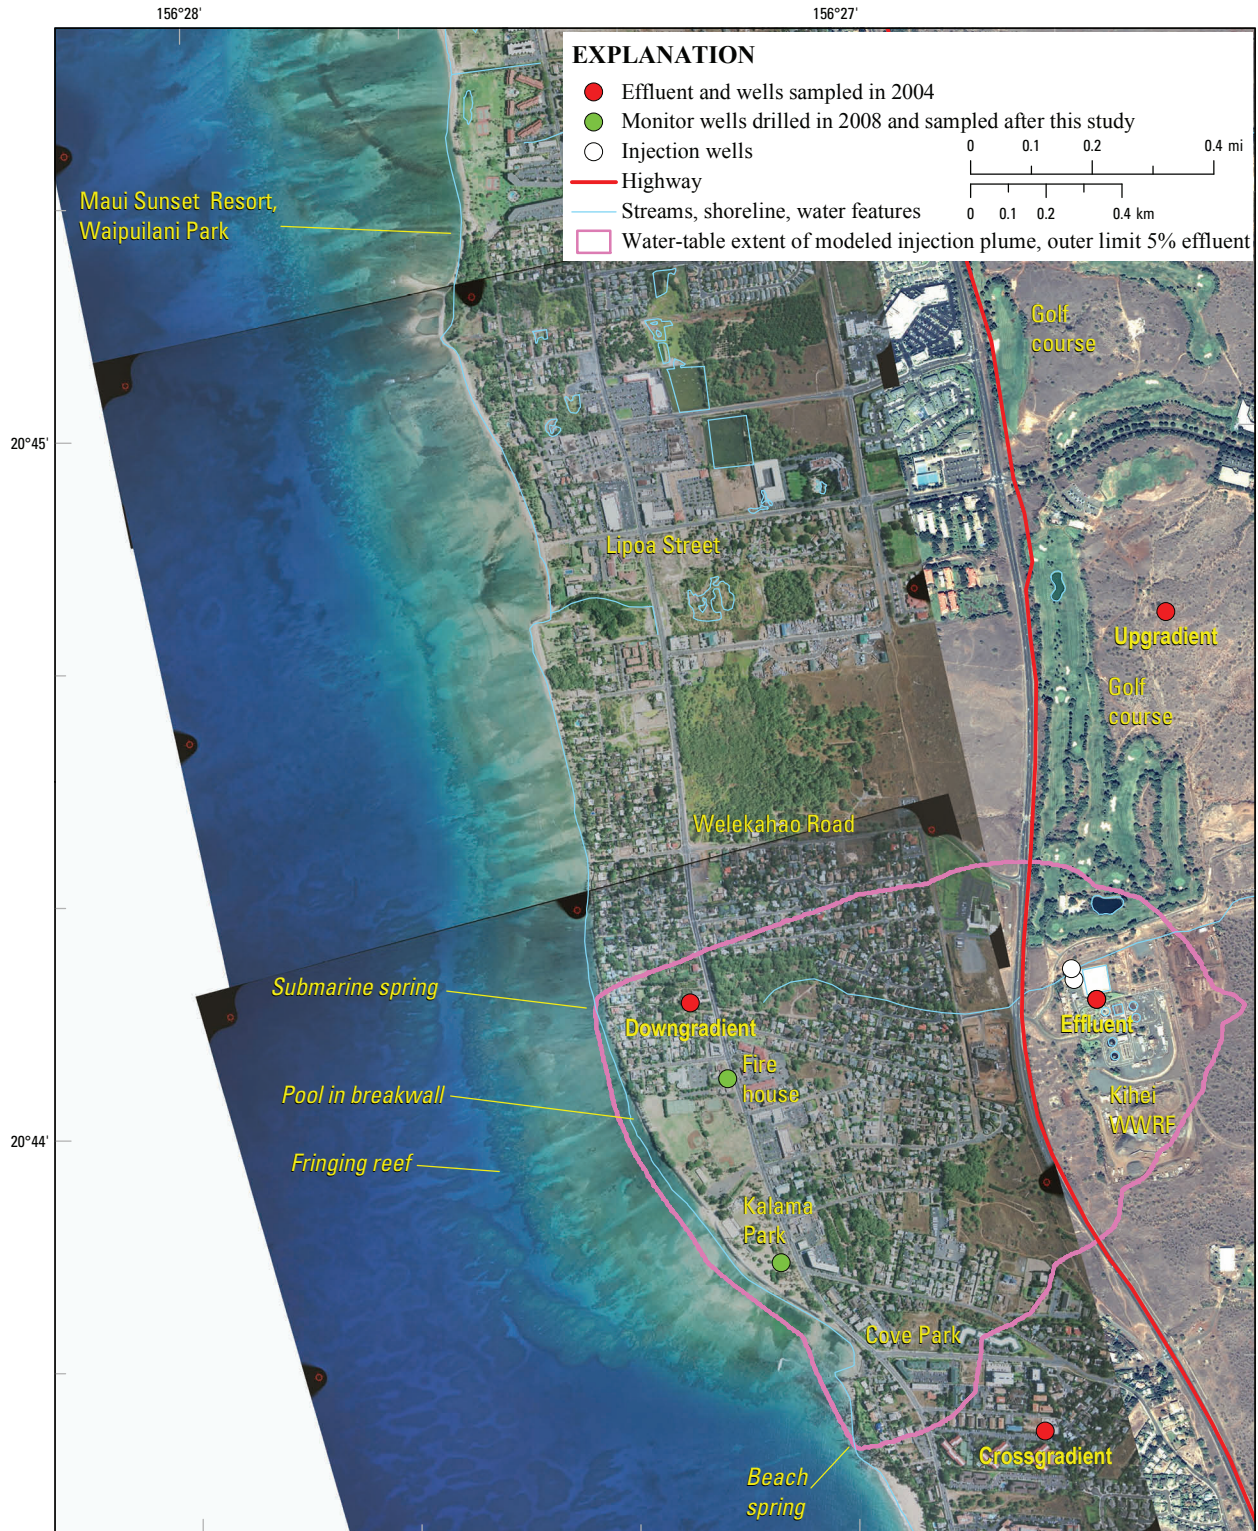 156°28'
156°27'
EXPLANATION
Effluent and wells sampled in 2004
Monitor wells drilled in 2008 and sampled after this study
Injection wells
0 0.1 0.2 0.4 mi
Highway
Streams, shoreline, water features
0 0.1 0.2 0.4 km
Water-table extent of modeled injection plume, outer limit 5% effluent
Maui Sunset Resort,
Waipuilani Park
Golf
course
20°45'
Lipoa Street
Upgradient
Golf
course
Welekahao Road
Submarine spring
Downgradient
Effluent
Fire
house
Pool in breakwall
Kihei
WWRF
20°44'
Fringing reef
Kalama
Park
Cove Park
Crossgradient
Beach
spring